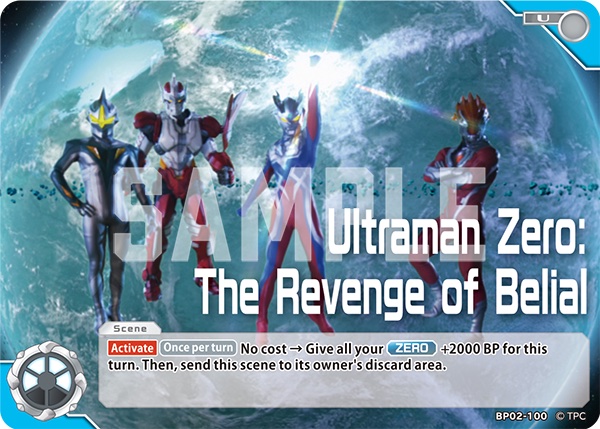 U
SAMPLE
Ultraman Zero:
The Revenge of Belial
Scene
Activate Once per turn No cost → Give all your ZERO +2000 BP for this
turn. Then, send this scene to its owner's discard area.
BP02-100 © TPC